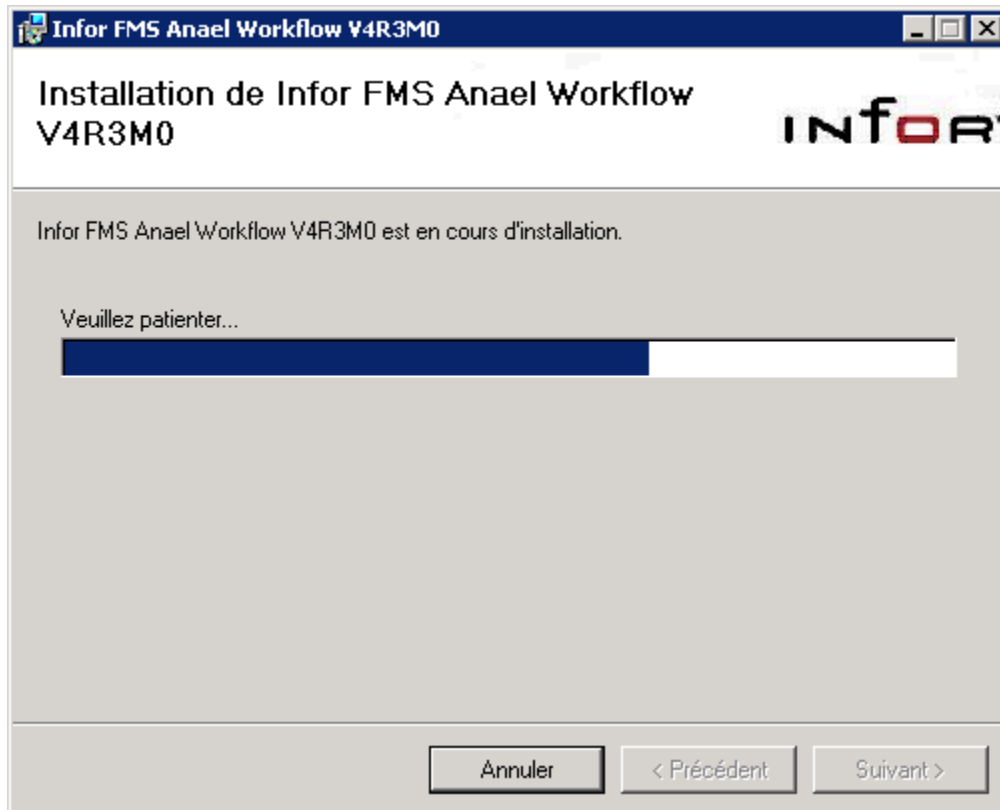 Infor FMS Anael Workflow V4R3M0
Installation de Infor FMS Anael Workflow
V4R3M0
infor
Infor FMS Anael Workflow V4R3M0 est en cours d'installation.
Veuillez patienter...
Annuler
< Précédent
Suivant >